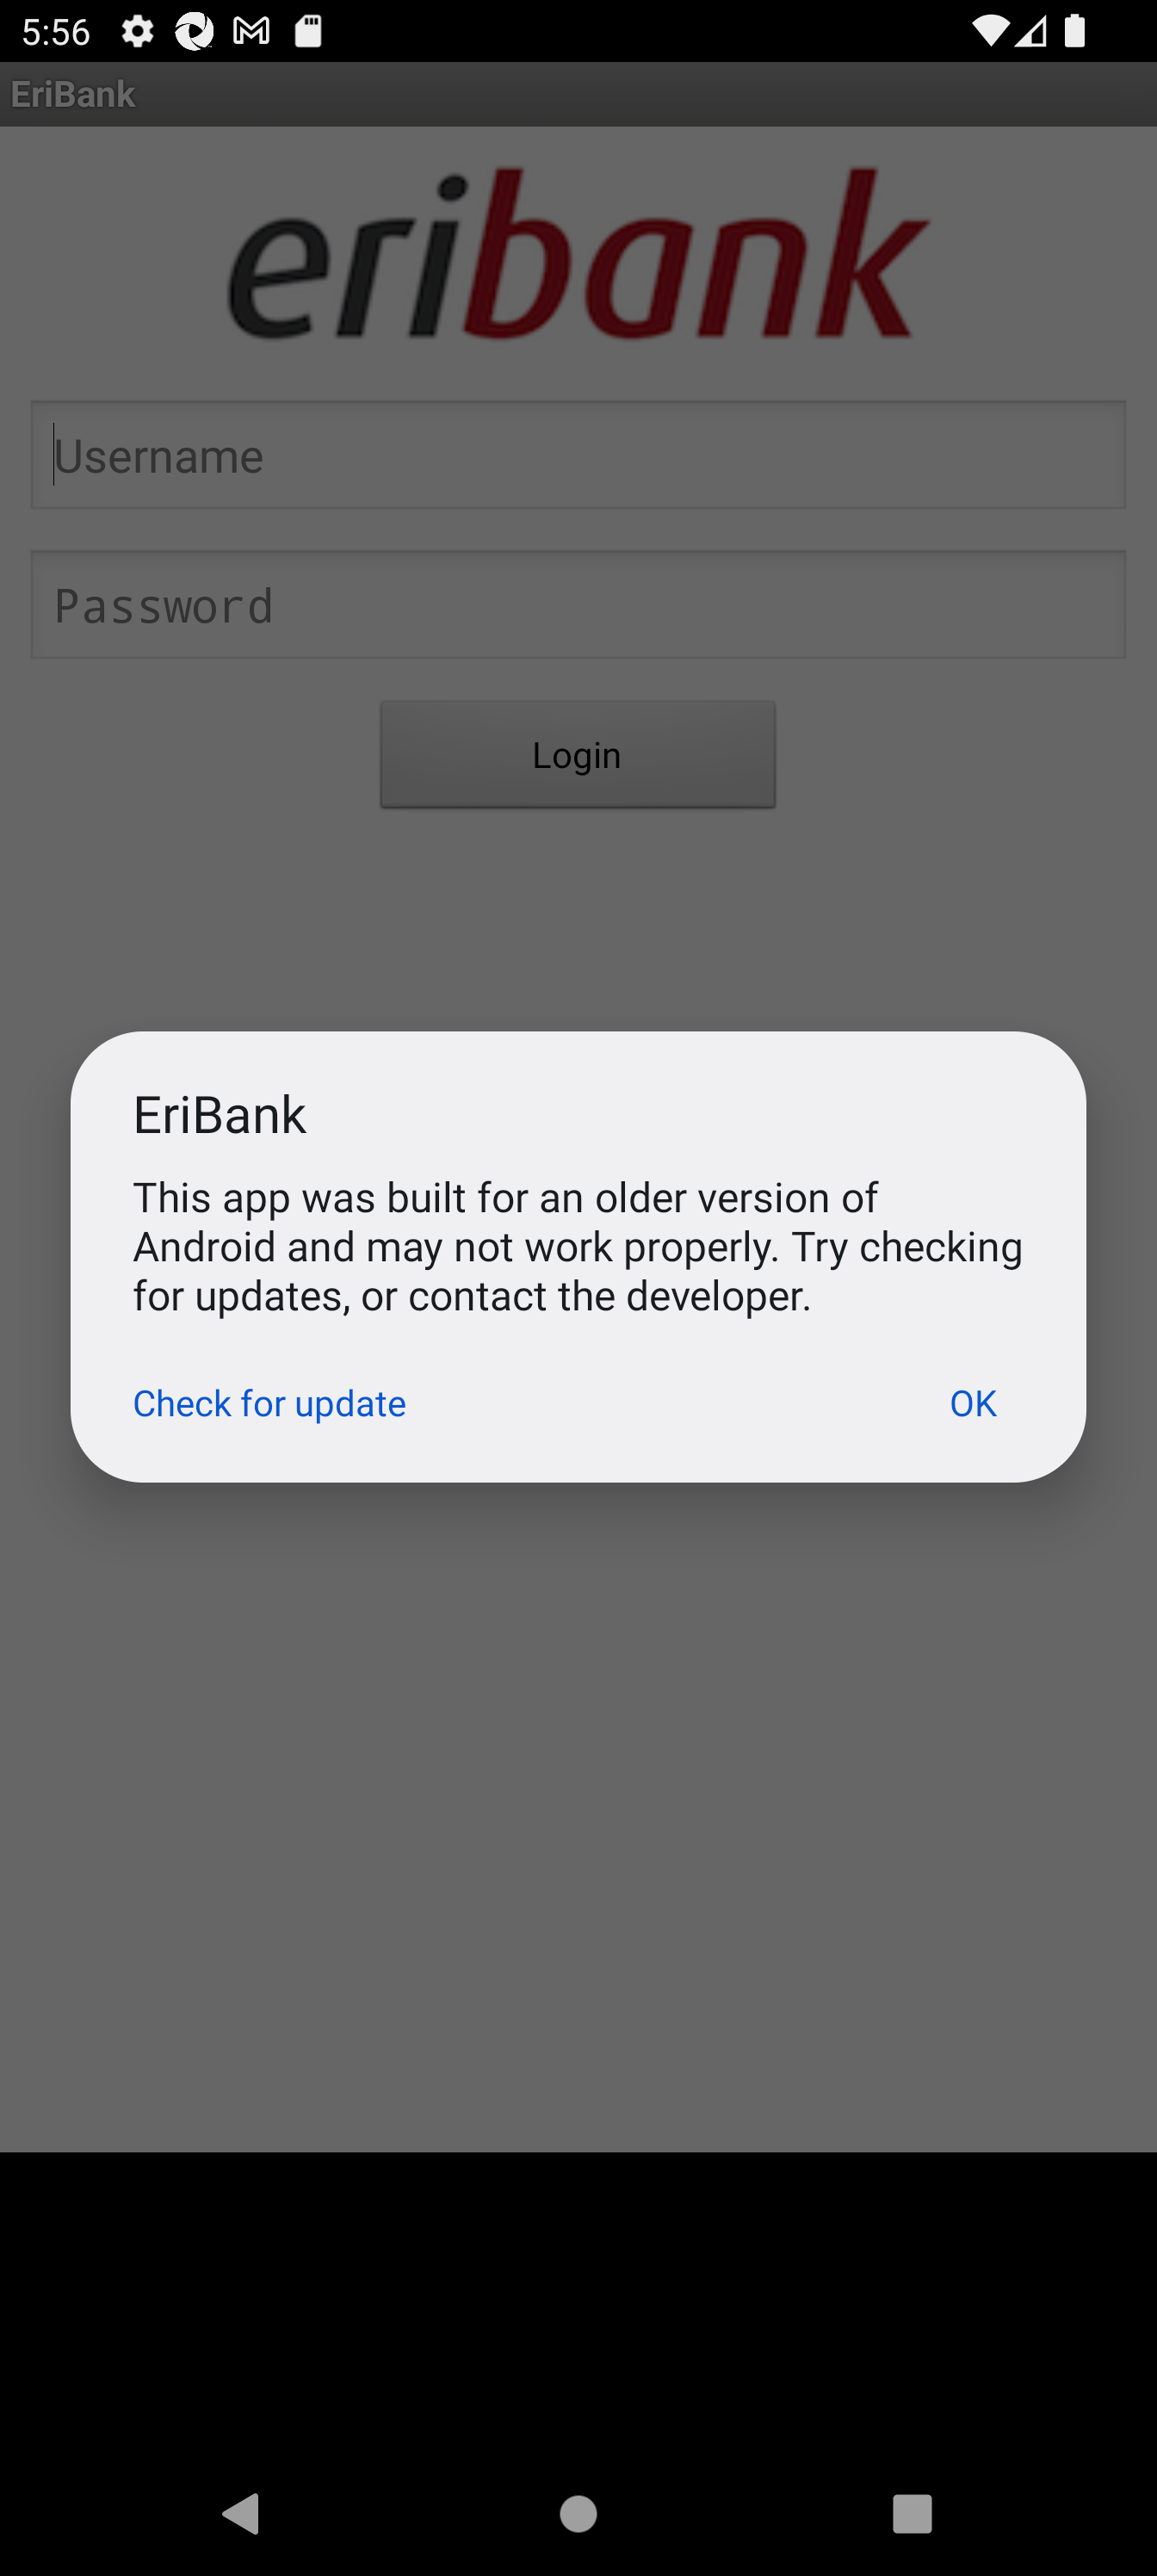 5:56
EriBank
eribank
Username
Password
Login
EriBank
This app was built for an older version of
Android and may not work properly. Try checking
for updates, or contact the developer.
Check for update
OK